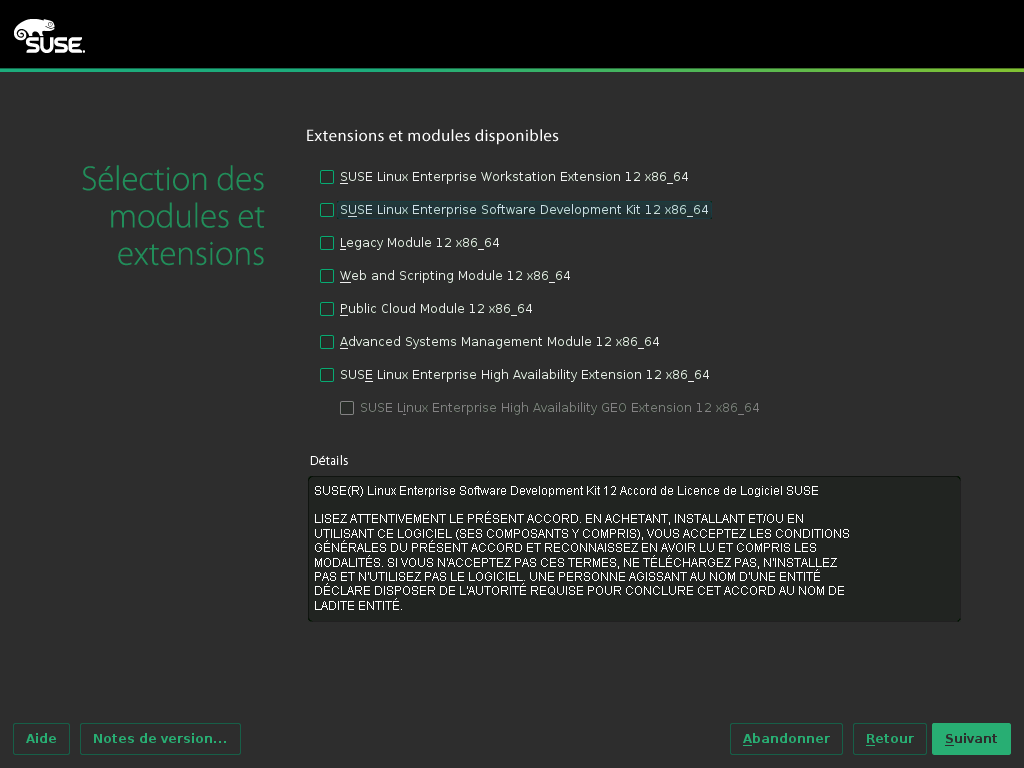 SUSE.
Sélection des
modules et
extensions
Extensions et modules disponibles
SUSE Linux Enterprise Workstation Extension 12 x86_64
SUSE Linux Enterprise Software Development Kit 12 x86_64
Legacy Module 12 x86_64
Web and Scripting Module 12 x86_64
Public Cloud Module 12 x86_64
Advanced Systems Management Module 12 x86_64
SUSE Linux Enterprise High Availability Extension 12 x86_64
SUSE Linux Enterprise High Availability GEO Extension 12 x86_64
Détails
SUSE(R) Linux Enterprise Software Development Kit 12 Accord de Licence de Logiciel SUSE
LISEZ ATTENTIVEMENT LE PRÉSENT ACCORD. EN ACHETANT, INSTALLANT ET/OU EN
UTILISANT CE LOGICIEL (SES COMPOSANTS Y COMPRIS), VOUS ACCEPTEZ LES CONDITIONS
GÉNÉRALES DU PRÉSENT ACCORD ET RECONNAISSEZ EN AVOIR LU ET COMPRIS LES
MODALITÉS. SI VOUS N'ACCEPTEZ PAS CES TERMES, NE TÉLÉCHARGEZ PAS, N'INSTALLEZ
PAS ET N'UTILISEZ PAS LE LOGICIEL. UNE PERSONNE AGISSANT AU NOM D'UNE ENTITÉ
DÉCLARE DISPOSER DE L'AUTORITÉ REQUISE POUR CONCLURE CET ACCORD AU NOM DE
LADITE ENTITÉ.
Aide
Notes de version...
Abandonner
Retour
Suivant